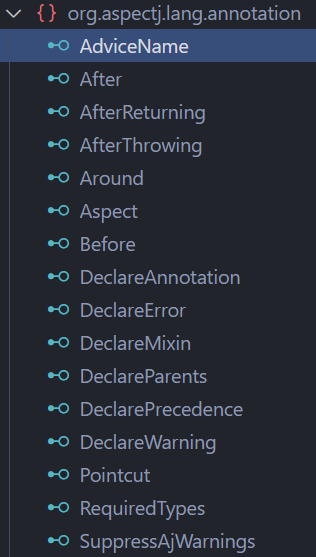 org.aspectj.lang.annotation
AdviceName
After
AfterReturning
AfterThrowing
Around
Aspect
Before
DeclareAnnotation
DeclareError
DeclareMixin
DeclareParents
DeclarePrecedence
DeclareWarning
Pointcut
RequiredTypes
SuppressAjWarnings